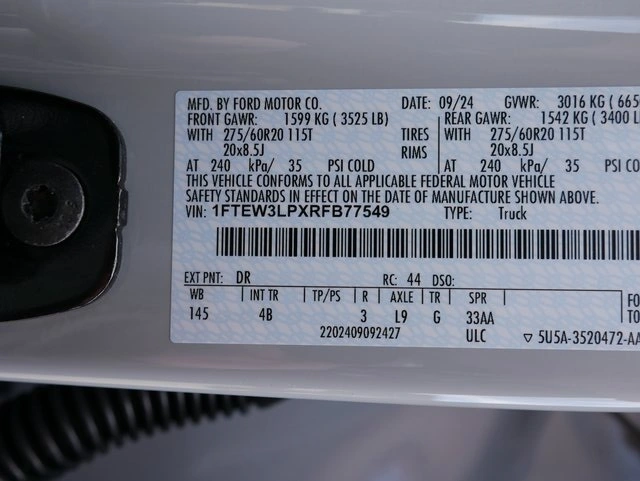 MFD. BY FORD MOTOR CO. DATE: 09/24 GVWR: 3016 KG ( 665
FRONT GAWR: 1599 KG ( 3525 LB) REAR GAWR: 1542 KG ( 3400 L
WITH 275/60R20 115T TIRES WITH 275/60R20 115T
20x8.5J RIMS 20x8.5J
AT 240 kPa/ 35 PSI COLD AT 240 kPa/ 35 PSI CO
THIS VEHICLE CONFORMS TO ALL APPLICABLE FEDERAL MOTOR VEHICLE
SAFETY STANDARDS IN EFFECT ON THE DATE OF MANUFACTURE SHOWN ABOVE.
VIN: 1FTEW3LPXRFB77549 TYPE: Truck
EXT PNT: DR RC: 44 DSO:
WB INT TR TP/PS R AXLE TR SPR
145 4B 3 L9 G 33AA
2202409092427 ULC ▽ 5U5A-3520472-AA
FO
TO